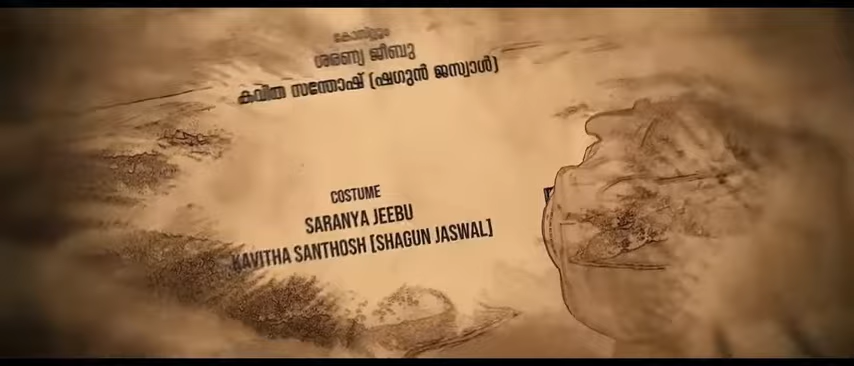 കോസ്റ്റ്യും
ശരണ്യ ജീബു
കവിത സന്തോഷ് (ഷഗുൻ ജസ്വാൾ)
COSTUME
SARANYA JEEBU
KAVITHA SANTHOSH [SHAGUN JASWAL]